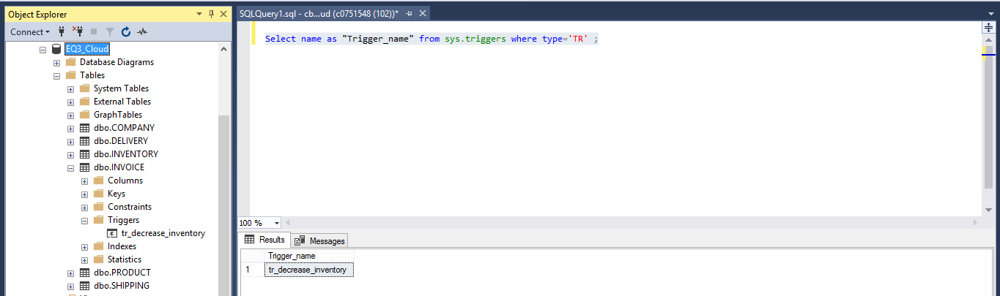 Object Explorer
Connect
EQ3_Cloud
Database Diagrams
Tables
System Tables
External Tables
GraphTables
dbo.COMPANY
dbo.DELIVERY
dbo.INVENTORY
dbo.INVOICE
Columns
Keys
Constraints
Triggers
tr_decrease_inventory
Indexes
Statistics
dbo.PRODUCT
dbo.SHIPPING
SQLQuery1.sql - cb...ud (c0751548 (102))*
Select name as "Trigger_name" from sys.triggers where type='TR' ;
100 %
Results
Messages
Trigger_name
1 tr_decrease_inventory